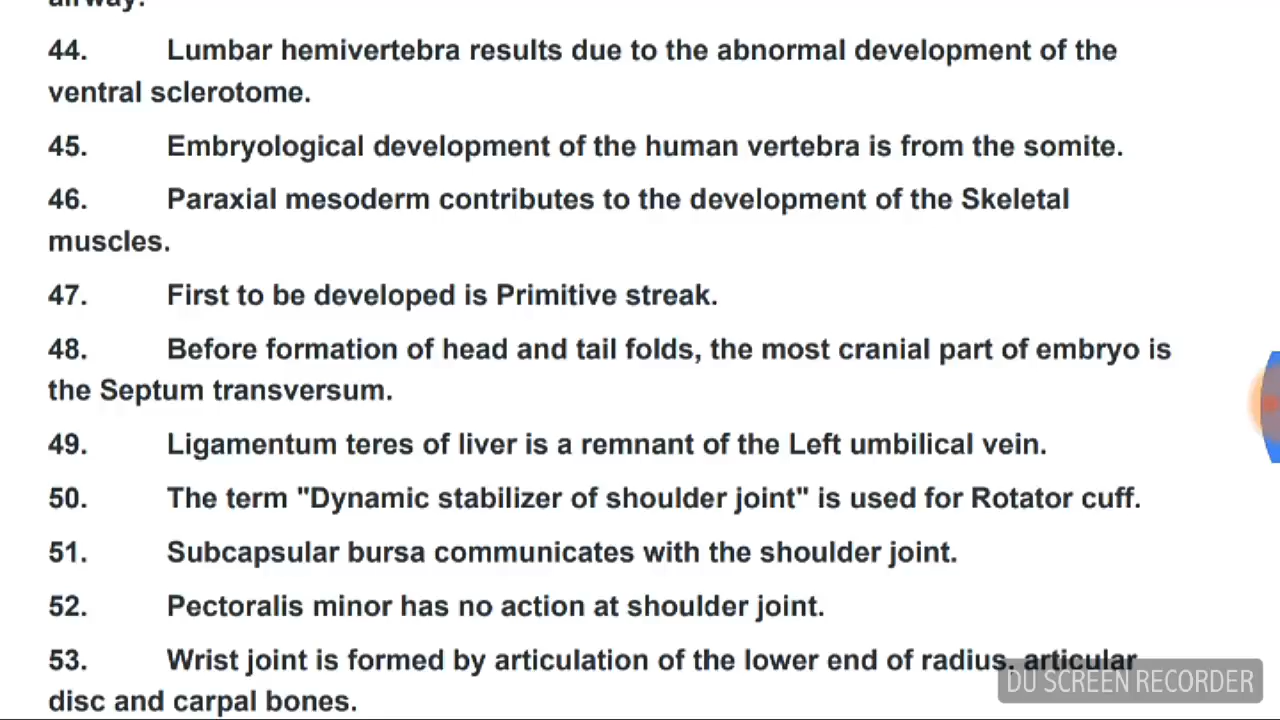 airway.
44. Lumbar hemivertebra results due to the abnormal development of the
ventral sclerotome.
45. Embryological development of the human vertebra is from the somite.
46. Paraxial mesoderm contributes to the development of the Skeletal
muscles.
47. First to be developed is Primitive streak.
48. Before formation of head and tail folds, the most cranial part of embryo is
the Septum transversum.
49. Ligamentum teres of liver is a remnant of the Left umbilical vein.
50. The term "Dynamic stabilizer of shoulder joint" is used for Rotator cuff.
51. Subcapsular bursa communicates with the shoulder joint.
52. Pectoralis minor has no action at shoulder joint.
53. Wrist joint is formed by articulation of the lower end of radius, articular
disc and carpal bones.
DU SCREEN RECORDER